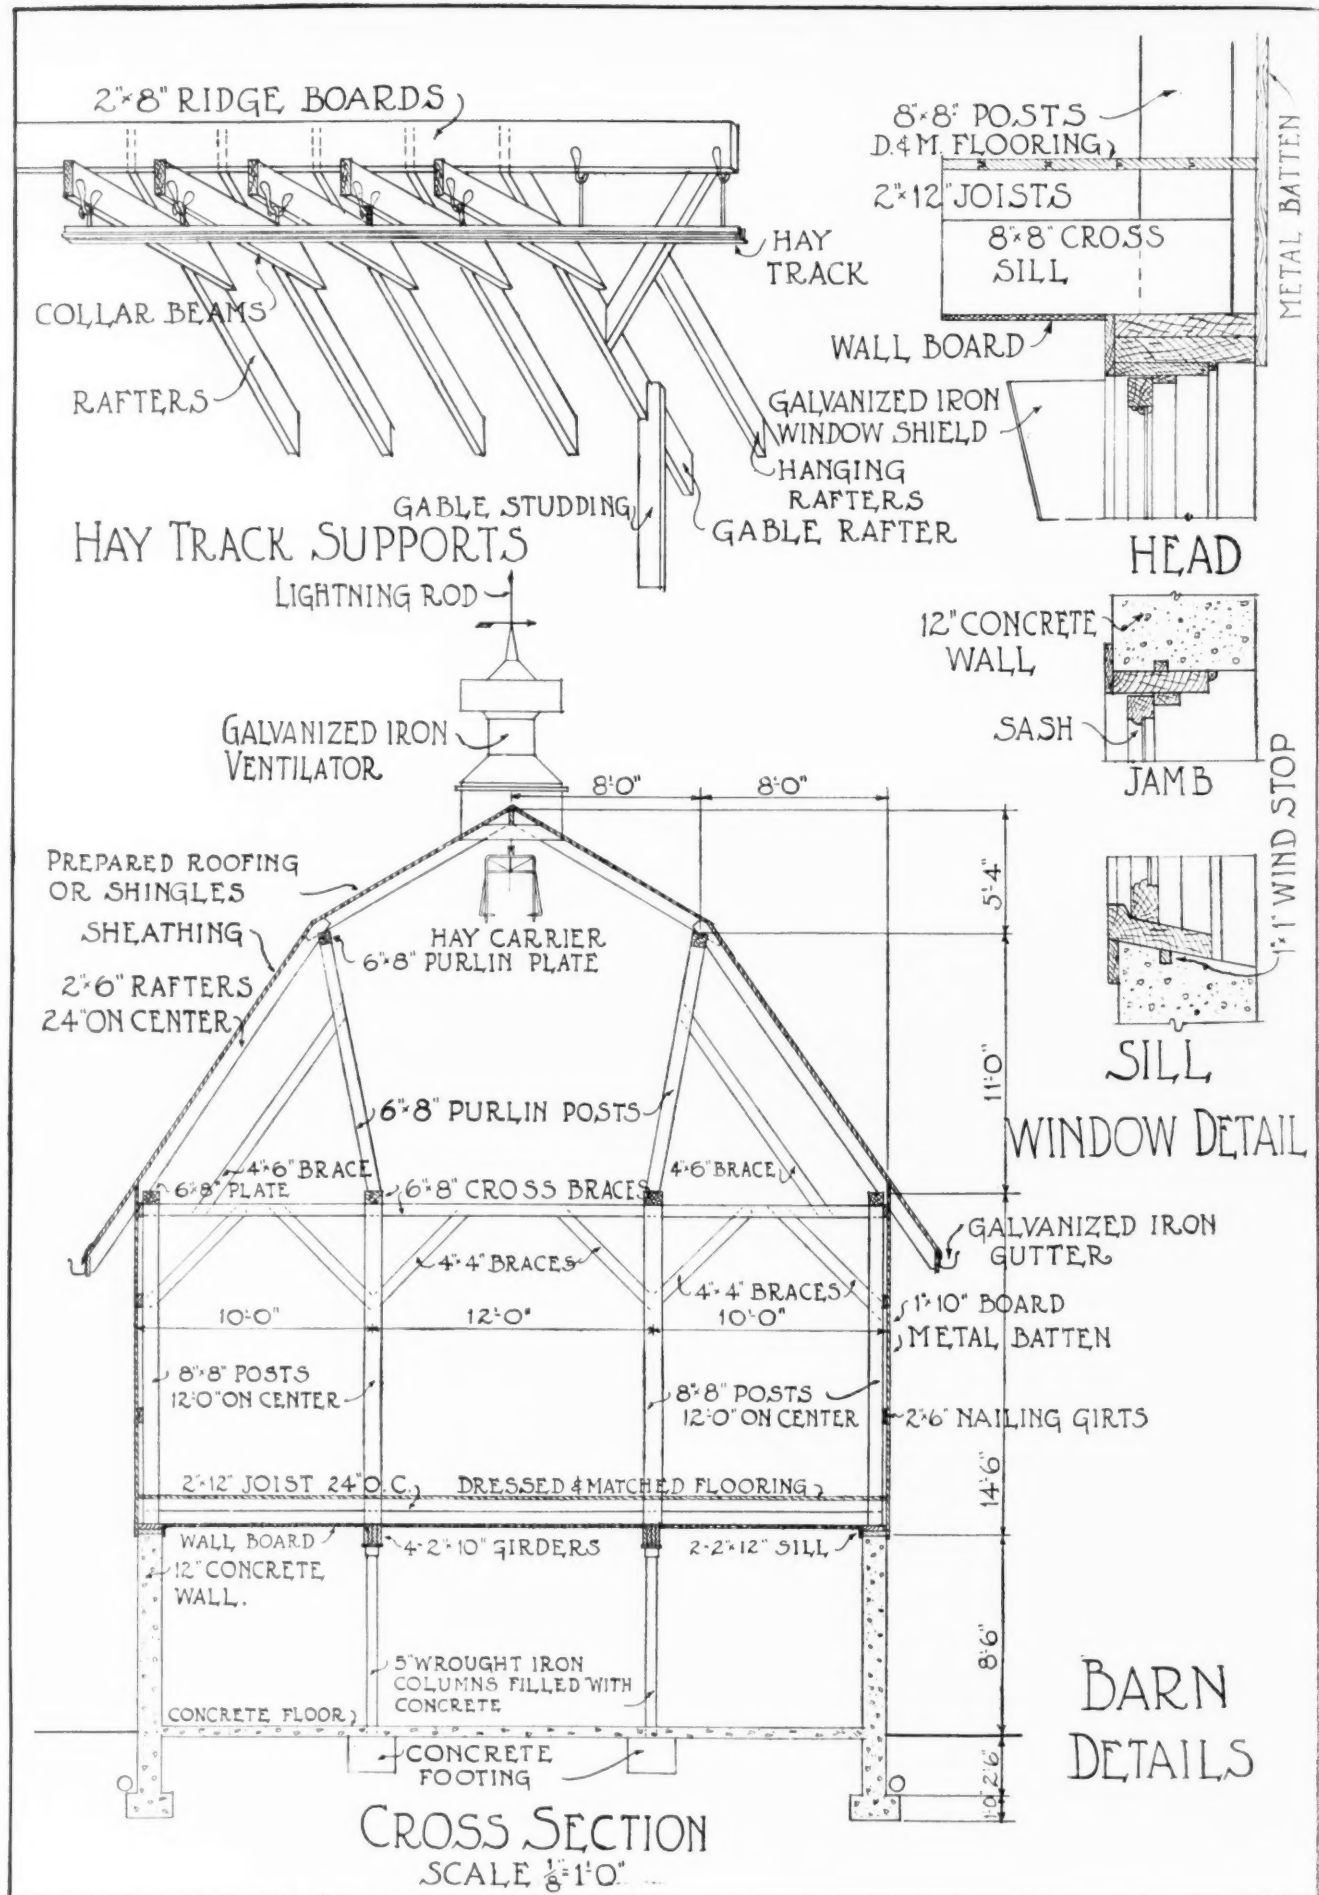 2"×8" RIDGE BOARDS
HAY
TRACK
COLLAR BEAMS
RAFTERS
HANGING
RAFTERS
GABLE STUDDING
GABLE RAFTER
HAY TRACK SUPPORTS
8"×8" POSTS
D. & M. FLOORING
2"×12" JOISTS
8"×8" CROSS
SILL
METAL BATTEN
WALL BOARD
GALVANIZED IRON
WINDOW SHIELD
HEAD
12" CONCRETE
WALL
SASH
JAMB
1"×1" WIND STOP
SILL
WINDOW DETAIL
LIGHTNING ROD
GALVANIZED IRON
VENTILATOR
8'-0"
8'-0"
5'-4"
PREPARED ROOFING
OR SHINGLES
SHEATHING
HAY CARRIER
6"×8" PURLIN PLATE
2"×6" RAFTERS
24" ON CENTER
11'-0"
6"×8" PURLIN POSTS
4"×6" BRACE
6"×8" PLATE
6"×8" CROSS BRACES
4"×6" BRACE
GALVANIZED IRON
GUTTER
4"×4" BRACES
4"×4" BRACES
1"×10" BOARD
10'-0"
12'-0"
10'-0"
METAL BATTEN
8"×8" POSTS
12'-0" ON CENTER
8"×8" POSTS
12'-0" ON CENTER
2"×6" NAILING GIRTS
14'-6"
2"×12" JOIST 24" O.C.
DRESSED & MATCHED FLOORING
WALL BOARD
4-2"×10" GIRDERS
2-2"×12" SILL
12" CONCRETE
WALL.
8'-6"
5" WROUGHT IRON
COLUMNS FILLED WITH
CONCRETE
CONCRETE FLOOR
CONCRETE
FOOTING
2'-6"
1'-0"
CROSS SECTION
SCALE 1/8" = 1'-0"
BARN
DETAILS